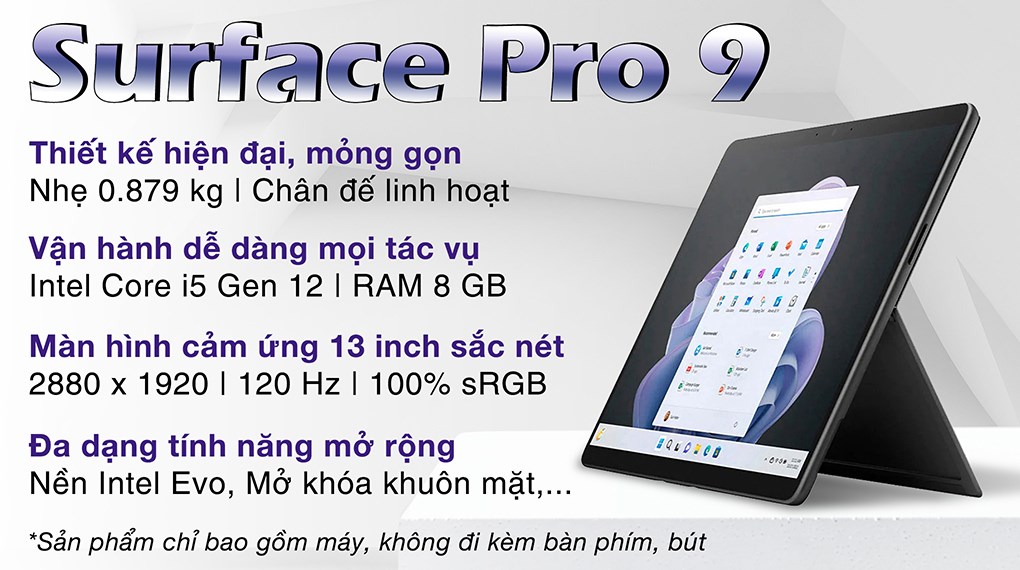 Surface Pro 9
Thiết kế hiện đại, mỏng gọn
Nhẹ 0.879 kg | Chân đế linh hoạt
Vận hành dễ dàng mọi tác vụ
Intel Core i5 Gen 12 | RAM 8 GB
Màn hình cảm ứng 13 inch sắc nét
2880 x 1920 | 120 Hz | 100% sRGB
Đa dạng tính năng mở rộng
Nền Intel Evo, Mở khóa khuôn mặt,...
*Sản phẩm chỉ bao gồm máy, không đi kèm bàn phím, bút